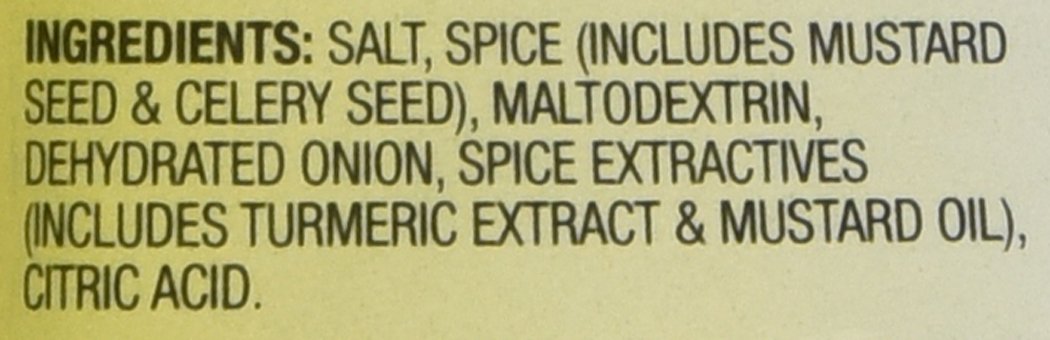 INGREDIENTS: SALT, SPICE (INCLUDES MUSTARD
SEED & CELERY SEED), MALTODEXTRIN,
DEHYDRATED ONION, SPICE EXTRACTIVES
(INCLUDES TURMERIC EXTRACT & MUSTARD OIL),
CITRIC ACID.